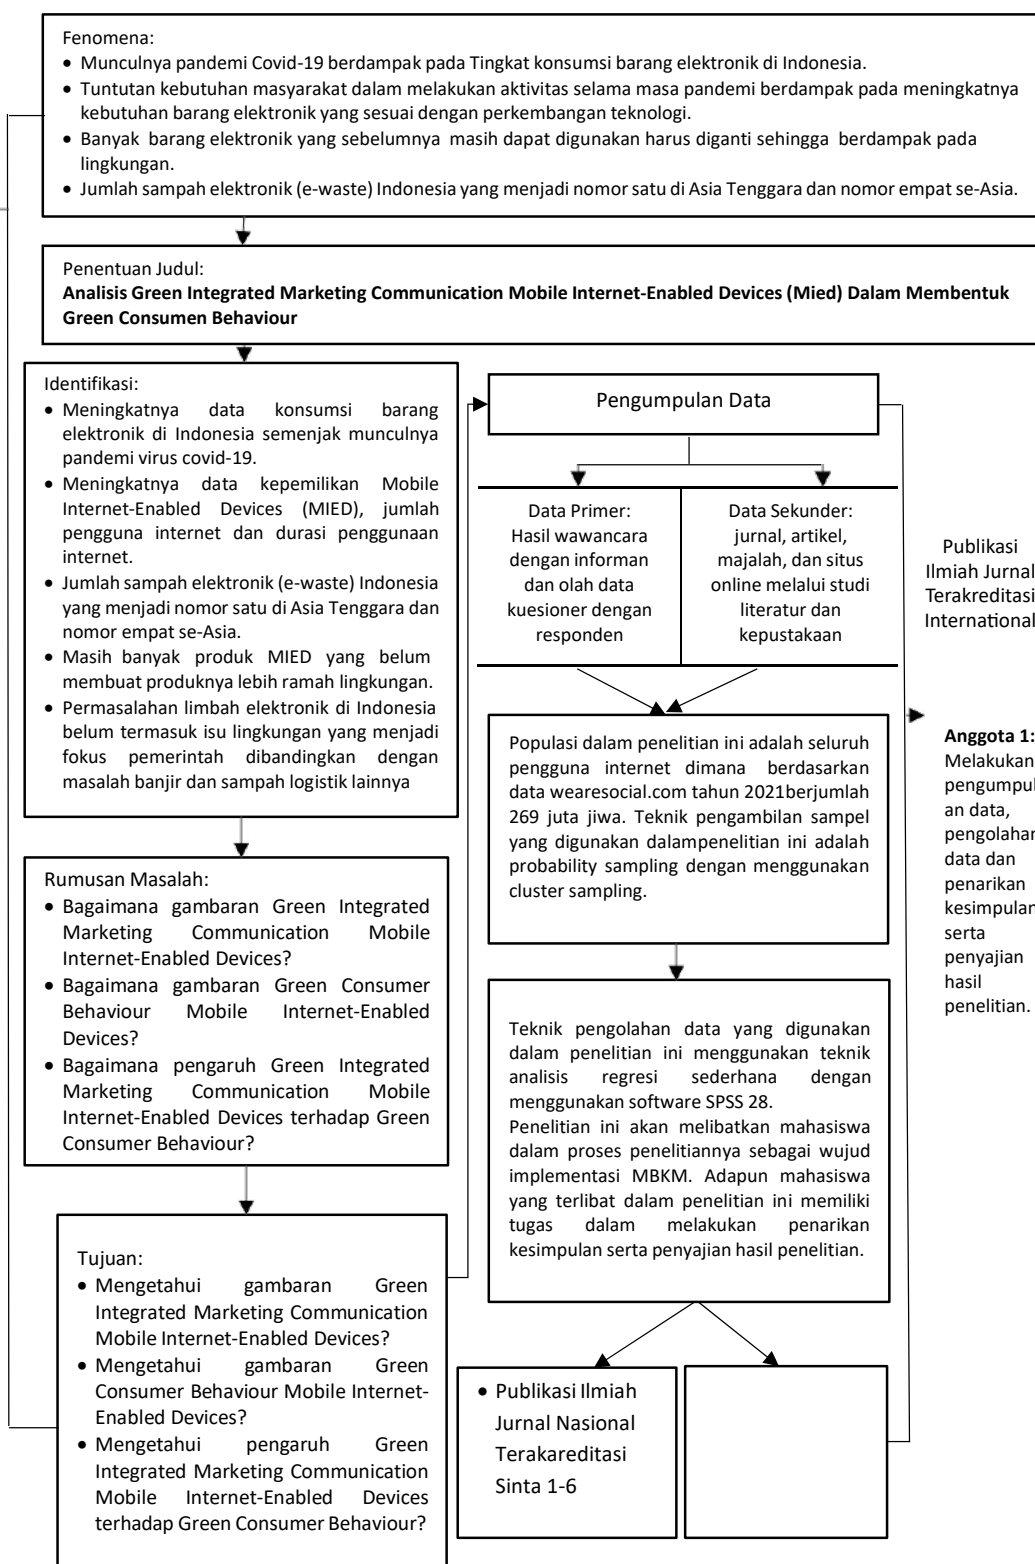 Fenomena:
• Munculnya pandemi Covid-19 berdampak pada Tingkat konsumsi barang elektronik di Indonesia.
• Tuntutan kebutuhan masyarakat dalam melakukan aktivitas selama masa pandemi berdampak pada meningkatnya
kebutuhan barang elektronik yang sesuai dengan perkembangan teknologi.
• Banyak barang elektronik yang sebelumnya masih dapat digunakan harus diganti sehingga berdampak pada
lingkungan.
• Jumlah sampah elektronik (e-waste) Indonesia yang menjadi nomor satu di Asia Tenggara dan nomor empat se-Asia.
Penentuan Judul:
Analisis Green Integrated Marketing Communication Mobile Internet-Enabled Devices (Mied) Dalam Membentuk
Green Consumen Behaviour
Identifikasi:
• Meningkatnya data konsumsi barang
elektronik di Indonesia semenjak munculnya
pandemi virus covid-19.
• Meningkatnya data kepemilikan Mobile
Internet-Enabled Devices (MIED), jumlah
pengguna internet dan durasi penggunaan
internet.
• Jumlah sampah elektronik (e-waste) Indonesia
yang menjadi nomor satu di Asia Tenggara dan
nomor empat se-Asia.
• Masih banyak produk MIED yang belum
membuat produknya lebih ramah lingkungan.
• Permasalahan limbah elektronik di Indonesia
belum termasuk isu lingkungan yang menjadi
fokus pemerintah dibandingkan dengan
masalah banjir dan sampah logistik lainnya
Rumusan Masalah:
• Bagaimana gambaran Green Integrated
Marketing Communication Mobile
Internet-Enabled Devices?
• Bagaimana gambaran Green Consumer
Behaviour Mobile Internet-Enabled
Devices?
• Bagaimana pengaruh Green Integrated
Marketing Communication Mobile
Internet-Enabled Devices terhadap Green
Consumer Behaviour?
Tujuan:
• Mengetahui gambaran Green
Integrated Marketing Communication
Mobile Internet-Enabled Devices?
• Mengetahui gambaran Green
Consumer Behaviour Mobile Internet-
Enabled Devices?
• Mengetahui pengaruh Green
Integrated Marketing Communication
Mobile Internet-Enabled Devices
terhadap Green Consumer Behaviour?
Pengumpulan Data
Data Primer:
Hasil wawancara
dengan informan
dan olah data
kuesioner dengan
responden
Data Sekunder:
jurnal, artikel,
majalah, dan situs
online melalui studi
literatur dan
kepustakaan
Populasi dalam penelitian ini adalah seluruh
pengguna internet dimana berdasarkan
data wearesocial.com tahun 2021berjumlah
269 juta jiwa. Teknik pengambilan sampel
yang digunakan dalampenelitian ini adalah
probability sampling dengan menggunakan
cluster sampling.
Teknik pengolahan data yang digunakan
dalam penelitian ini menggunakan teknik
analisis regresi sederhana dengan
menggunakan software SPSS 28.
Penelitian ini akan melibatkan mahasiswa
dalam proses penelitiannya sebagai wujud
implementasi MBKM. Adapun mahasiswa
yang terlibat dalam penelitian ini memiliki
tugas dalam melakukan penarikan
kesimpulan serta penyajian hasil penelitian.
• Publikasi Ilmiah
Jurnal Nasional
Terakareditasi
Sinta 1-6
Publikasi
Ilmiah Jurnal
Terakreditasi
International
Anggota 1:
Melakukan
pengumpul
an data,
pengolahan
data dan
penarikan
kesimpulan
serta
penyajian
hasil
penelitian.